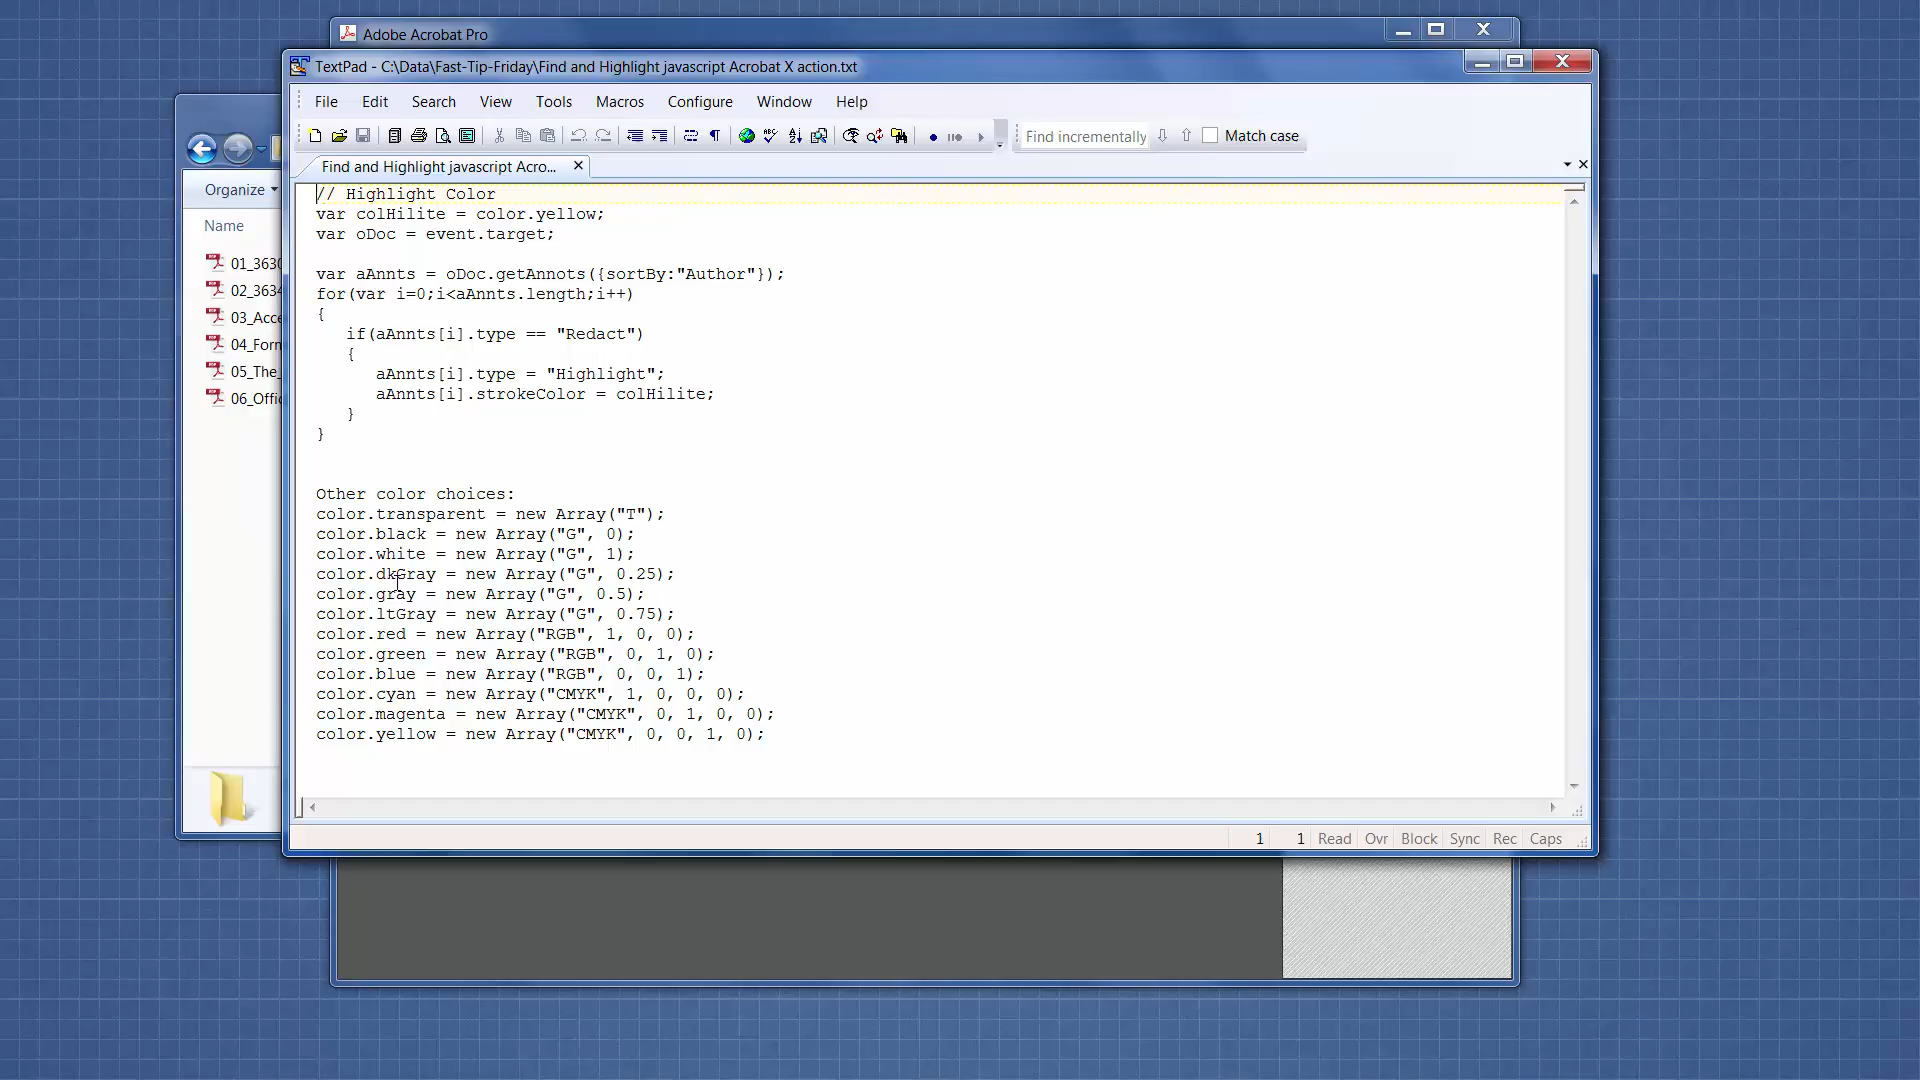 Adobe Acrobat Pro
TextPad - C:\Data\Fast-Tip-Friday\Find and Highlight javascript Acrobat X action.txt
File Edit Search View Tools Macros Configure Window Help
Find incrementally Match case
Find and Highlight javascript Acro...
Organize
Name
01_3630
02_3634
03_Acce
04_Form
05_The_
06_Offic
// Highlight Color
var colHilite = color.yellow;
var oDoc = event.target;
var aAnnts = oDoc.getAnnots({sortBy:"Author"});
for(var i=0;i<aAnnts.length;i++)
{
if(aAnnts[i].type == "Redact")
{
aAnnts[i].type = "Highlight";
aAnnts[i].strokeColor = colHilite;
}
}
Other color choices:
color.transparent = new Array("T");
color.black = new Array("G", 0);
color.white = new Array("G", 1);
color.dkGray = new Array("G", 0.25);
color.gray = new Array("G", 0.5);
color.ltGray = new Array("G", 0.75);
color.red = new Array("RGB", 1, 0, 0);
color.green = new Array("RGB", 0, 1, 0);
color.blue = new Array("RGB", 0, 0, 1);
color.cyan = new Array("CMYK", 1, 0, 0, 0);
color.magenta = new Array("CMYK", 0, 1, 0, 0);
color.yellow = new Array("CMYK", 0, 0, 1, 0);
1 1 Read Ovr Block Sync Rec Caps